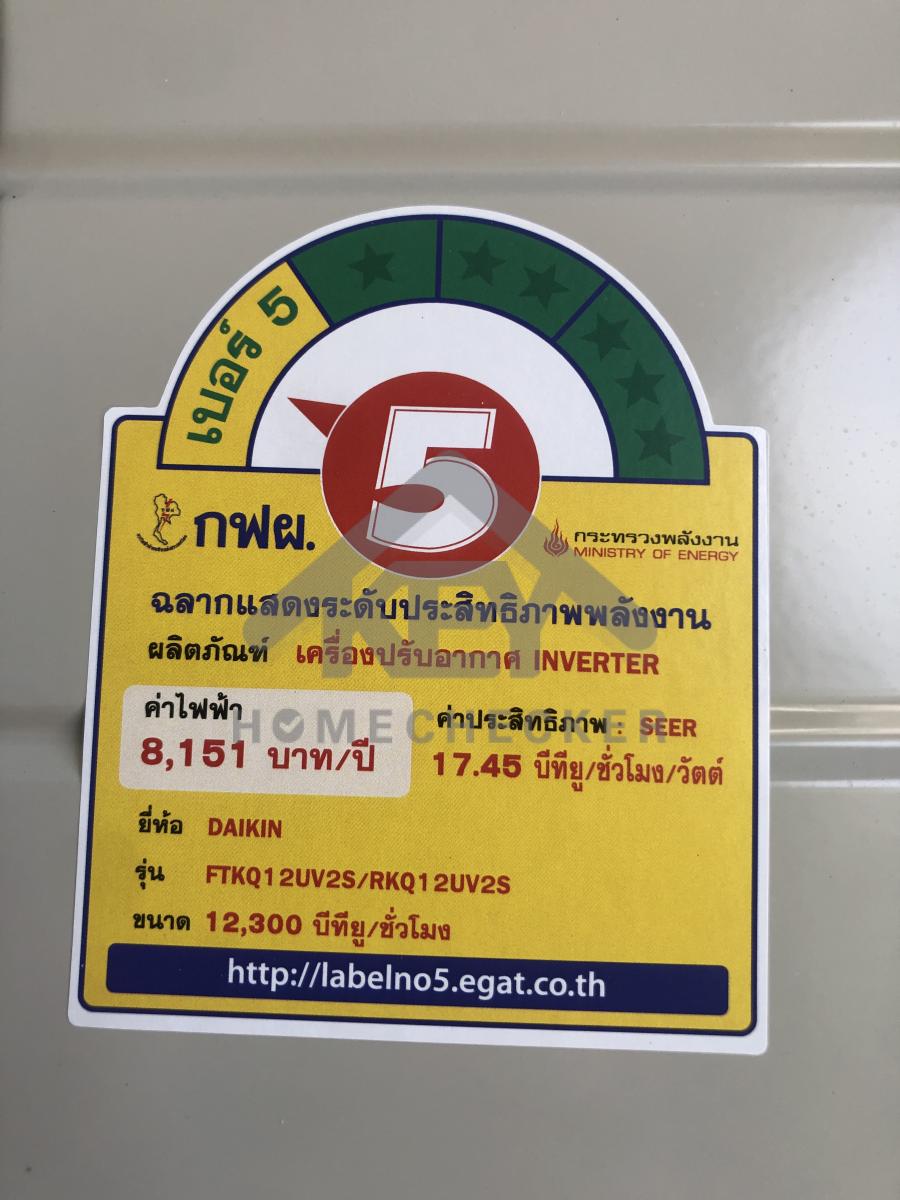 เบอร์ 5
5
กฟผ.
กระทรวงพลังงาน
MINISTRY OF ENERGY
ฉลากแสดงระดับประสิทธิภาพพลังงาน
ผลิตภัณฑ์ เครื่องปรับอากาศ INVERTER
KEY
HOMECHECKER
ค่าไฟฟ้า
8,151 บาท/ปี
ค่าประสิทธิภาพ : SEER
17.45 บีทียู/ชั่วโมง/วัตต์
ยี่ห้อ DAIKIN
รุ่น FTKQ12UV2S/RKQ12UV2S
ขนาด 12,300 บีทียู/ชั่วโมง
http://labelno5.egat.co.th